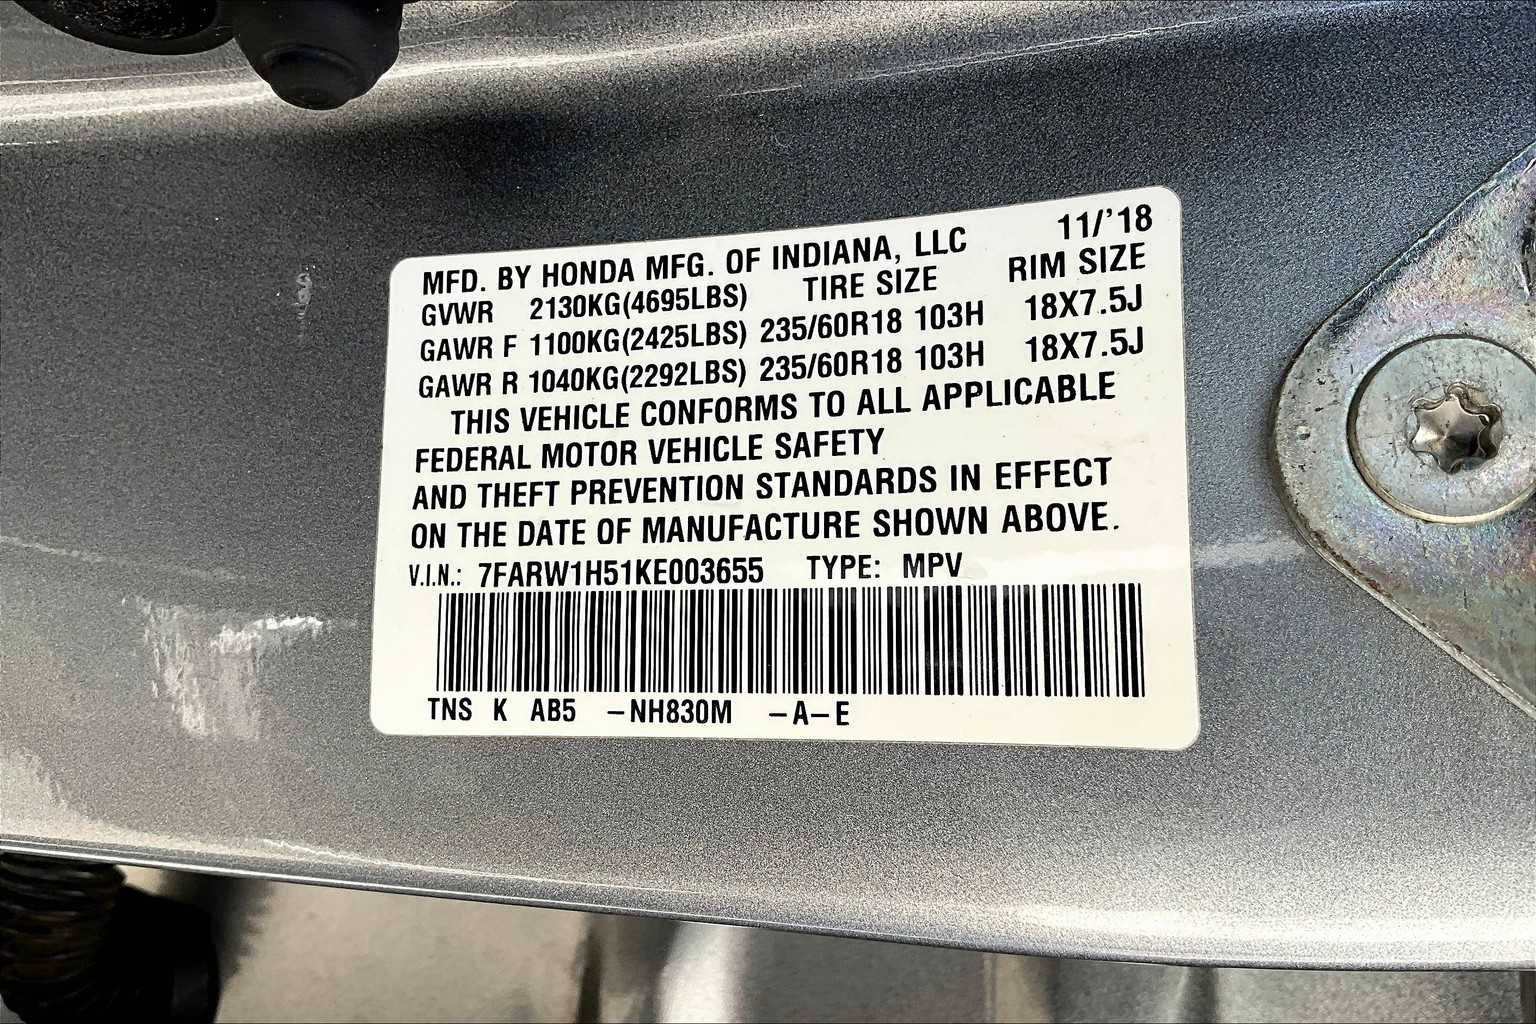 11/'18
MFD. BY HONDA MFG. OF INDIANA, LLC
GVWR 2130KG(4695LBS) TIRE SIZE RIM SIZE
GAWR F 1100KG(2425LBS) 235/60R18 103H 18X7.5J
GAWR R 1040KG(2292LBS) 235/60R18 103H 18X7.5J
THIS VEHICLE CONFORMS TO ALL APPLICABLE
FEDERAL MOTOR VEHICLE SAFETY
AND THEFT PREVENTION STANDARDS IN EFFECT
ON THE DATE OF MANUFACTURE SHOWN ABOVE.
V.I.N.: 7FARW1H51KE003655 TYPE: MPV
TNS K AB5 –NH830M –A–E